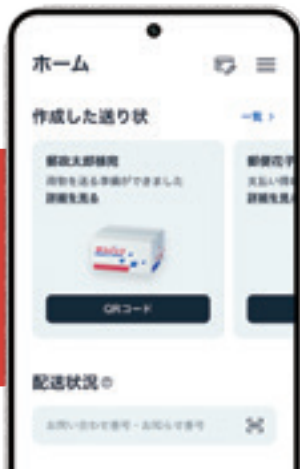 ホーム
作成した送り状
一覧
郵政太郎様宛
荷物を送る準備ができました
詳細を見る
QRコード
配送状況
お問い合わせ番号・お知らせ番号